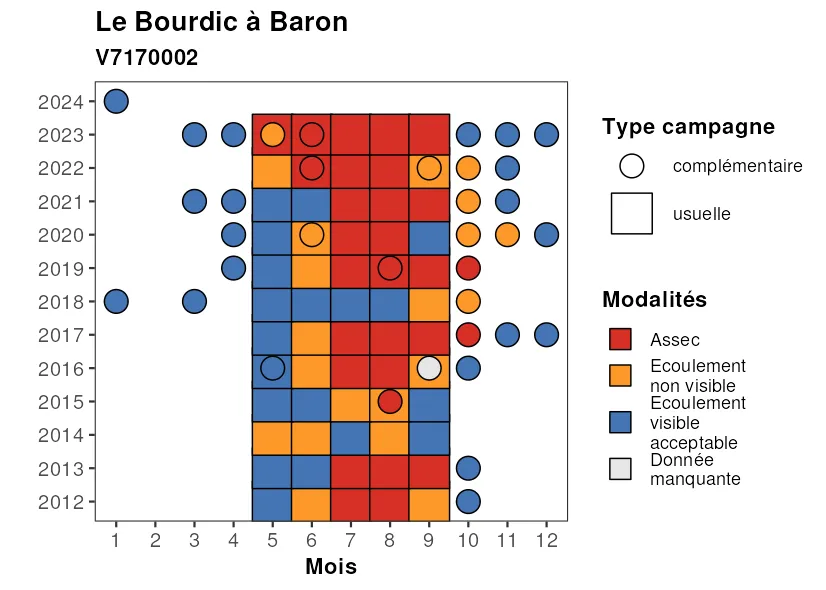 Le Bourdic à Baron
V7170002
2024
2023
2022
2021
2020
2019
2018
2017
2016
2015
2014
2013
2012
1 2 3 4 5 6 7 8 9 10 11 12
Mois
Type campagne
complémentaire
usuelle
Modalités
Assec
Ecoulement
non visible
Ecoulement
visible
acceptable
Donnée
manquante